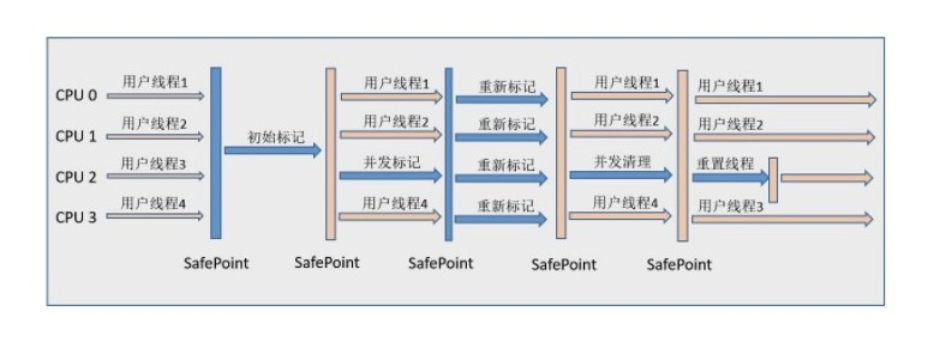 CPU 0 用户线程1 用户线程1 重新标记 用户线程1 用户线程1
CPU 1 用户线程2 初始标记 用户线程2 重新标记 用户线程2 用户线程2
CPU 2 用户线程3 并发标记 重新标记 并发清理 重置线程
CPU 3 用户线程4 用户线程4 重新标记 用户线程4 用户线程3
SafePoint SafePoint SafePoint SafePoint SafePoint